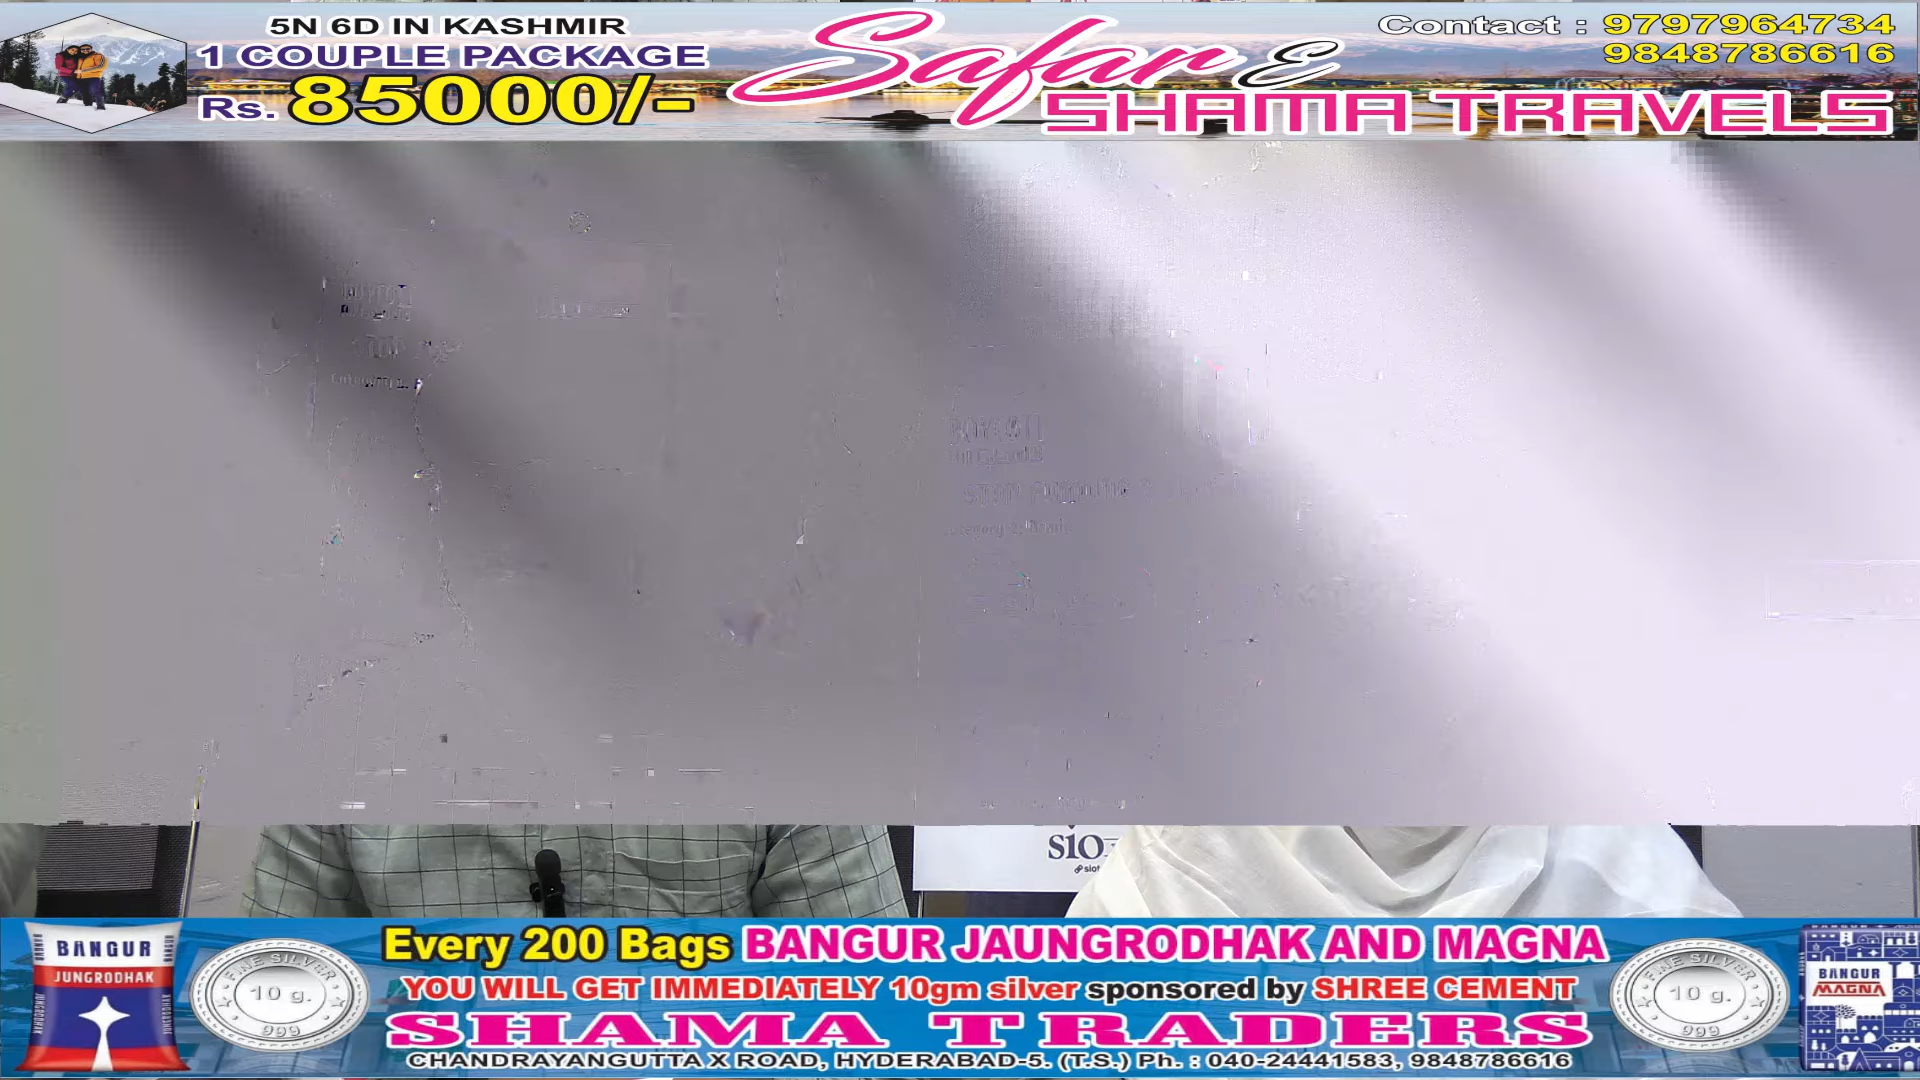 5N 6D IN KASHMIR
1 COUPLE PACKAGE
Rs. 85000/-
Safar E
SHAMA TRAVELS
Contact : 9797964734
9848786616
sio
Every 200 Bags BANGUR JAUNGRODHAK AND MAGNA
YOU WILL GET IMMEDIATELY 10gm silver sponsored by SHREE CEMENT
SHAMA TRADERS
CHANDRAYANGUTTA X ROAD, HYDERABAD-5. (T.S.) Ph. : 040-24441583, 9848786616
BANGUR
JUNGRODHAK
FINE SILVER
10 g.
999
FINE SILVER
10 g.
999
BANGUR
MAGNA